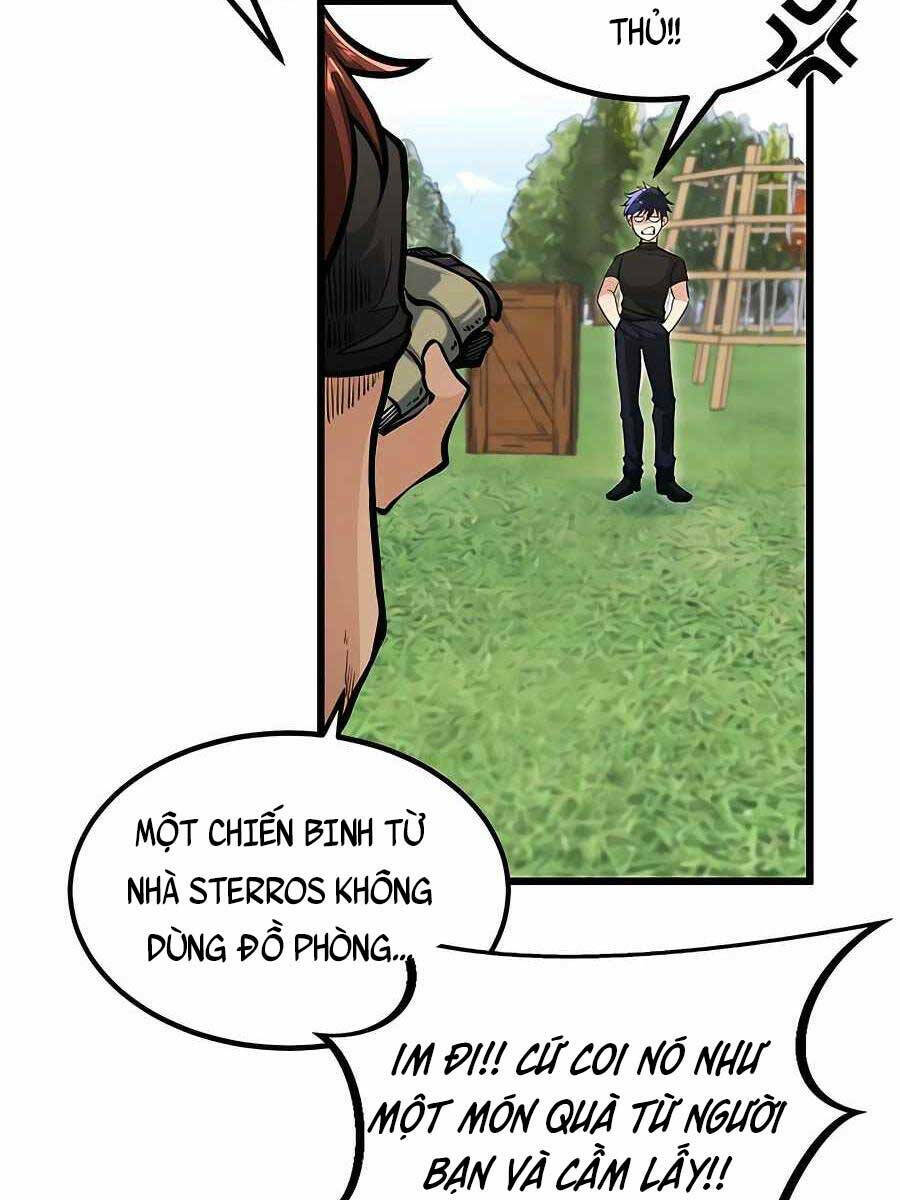 THỦ!!
MỘT CHIẾN BINH TỪ
NHÀ STERROS KHÔNG
DÙNG ĐỒ PHÒNG...
IM ĐI!! CỨ COI NÓ NHƯ
MỘT MÓN QUÀ TỪ NGƯỜI
BẠN VÀ CẦM LẤY!!